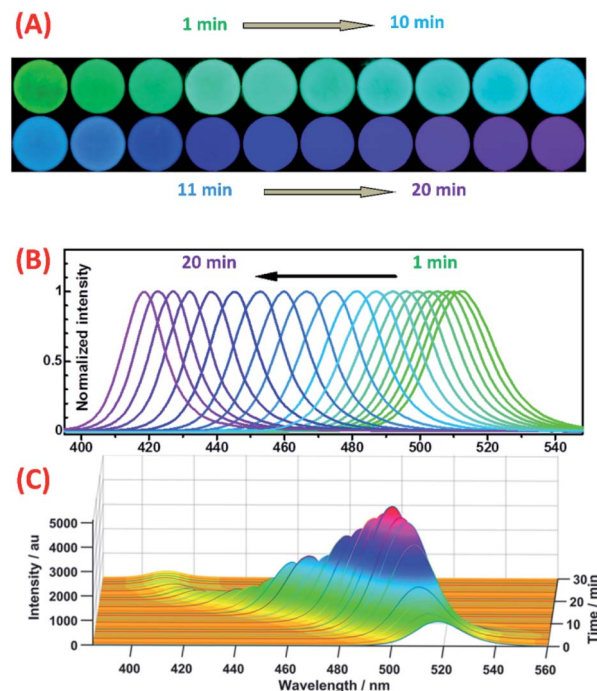 (A)
1 min
10 min
11 min
20 min
(B)
20 min
1 min
Normalized intensity
1
0.5
0
400 420 440 460 480 500 520 540
(C)
Intensity / au
5000
4000
3000
2000
1000
0
30
20
10
0
Time / min
400 420 440 460 480 500 520 540 560
Wavelength / nm